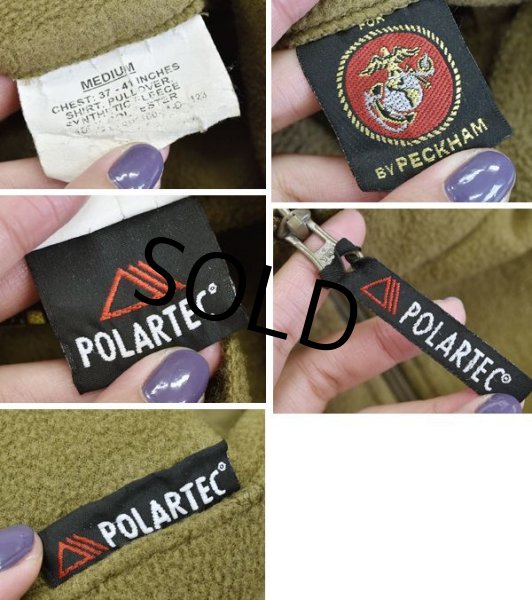 MEDIUM
CHEST: 37 - 41 INCHES
SHIRT, PULLOVER,
SYNTHETIC FLEECE
FOR
BY PECKHAM
POLARTEC®
POLARTEC®
POLARTEC®
SOLD